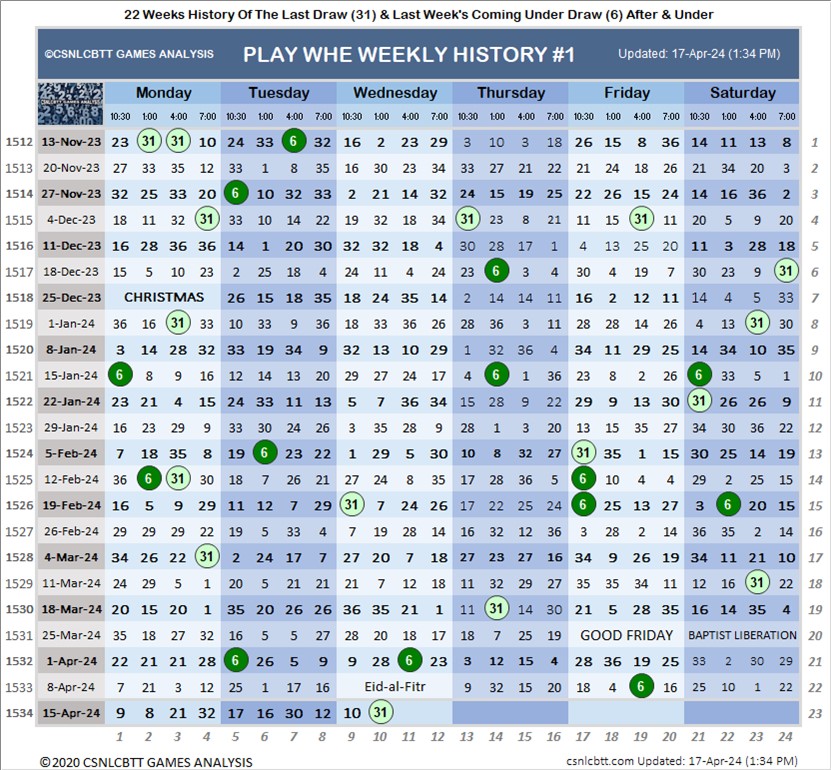 22 Weeks History Of The Last Draw (31) & Last Week's Coming Under Draw (6) After & Under
©CSNLCBTT GAMES ANALYSIS PLAY WHE WEEKLY HISTORY #1 Updated: 17-Apr-24 (1:34 PM)
Monday Tuesday Wednesday Thursday Friday Saturday
10:30 1:00 4:00 7:00 10:30 1:00 4:00 7:00 10:30 1:00 4:00 7:00 10:30 1:00 4:00 7:00 10:30 1:00 4:00 7:00 10:30 1:00 4:00 7:00
1512 13-Nov-23 23 31 31 10 24 33 6 32 16 2 23 29 3 10 3 18 26 15 8 36 14 11 13 8 1
1513 20-Nov-23 27 33 35 12 33 1 9 35 16 30 23 34 33 27 21 22 21 24 18 26 21 34 20 3 2
1514 27-Nov-23 32 25 33 20 6 10 32 33 2 21 14 32 24 15 19 25 22 26 15 24 14 16 36 2 3
1515 4-Dec-23 18 11 32 31 33 10 14 22 19 32 18 34 31 23 8 21 11 19 31 11 20 5 9 20 4
1516 11-Dec-23 16 28 36 36 14 1 20 30 32 32 18 4 30 28 17 1 4 13 25 20 11 3 28 18 5
1517 18-Dec-23 15 5 10 23 2 25 18 4 24 11 4 24 23 6 3 4 30 4 19 7 30 23 9 31 6
1518 25-Dec-23 CHRISTMAS 26 15 18 35 18 24 35 14 2 14 14 11 16 2 12 11 14 4 5 33 7
1519 1-Jan-24 36 16 31 33 10 33 9 36 18 33 36 26 28 36 3 11 28 28 14 26 4 13 31 30 8
1520 8-Jan-24 3 14 28 32 33 19 34 9 32 13 10 29 1 32 36 4 34 11 29 25 14 34 10 35 9
1521 15-Jan-24 6 8 9 16 12 14 13 20 29 27 24 17 4 6 1 36 23 8 2 26 6 33 5 1 10
1522 22-Jan-24 23 21 4 15 24 33 11 13 5 7 36 34 15 28 9 22 29 9 13 30 31 26 26 9 11
1523 29-Jan-24 16 23 29 9 33 30 24 26 3 35 28 9 28 1 3 20 13 15 17 35 34 30 36 27 12
1524 5-Feb-24 7 18 35 8 19 6 23 22 1 29 5 30 10 8 32 27 31 35 1 15 30 25 14 19 13
1525 12-Feb-24 36 6 31 30 18 7 26 21 27 24 8 35 17 28 36 5 6 10 4 4 22 2 25 15 14
1526 19-Feb-24 16 5 9 29 11 12 7 29 31 7 24 26 17 22 25 24 6 25 13 27 3 6 20 15 15
1527 26-Feb-24 29 29 29 22 19 5 33 4 7 19 28 14 16 32 12 36 3 28 2 14 36 35 2 14 16
1528 4-Mar-24 34 26 22 31 2 24 17 7 27 20 7 18 27 23 27 16 34 9 26 19 34 11 21 10 17
1529 11-Mar-24 24 29 5 1 20 5 21 21 21 7 12 18 11 32 29 27 35 35 34 11 12 16 31 22 18
1530 18-Mar-24 20 15 20 1 35 20 26 26 36 35 21 1 11 31 14 30 21 5 28 35 16 14 35 4 19
1531 25-Mar-24 35 18 27 32 16 5 5 27 28 20 18 17 18 7 25 19 GOOD FRIDAY BAPTIST LIBERATION 20
1532 1-Apr-24 22 21 21 28 6 26 5 9 9 28 6 23 3 12 15 4 28 36 19 25 33 2 30 29 21
1533 8-Apr-24 7 21 3 12 25 1 17 16 Eid-al-Fitr 9 32 15 20 18 4 6 16 25 10 1 22 22
1534 15-Apr-24 9 8 21 32 17 16 30 12 10 31 23
1 2 3 4 5 6 7 8 9 10 11 12 13 14 15 16 17 18 19 20 21 22 23 24
©2020 CSNLCBTT GAMES ANALYSIS csnlcbtt.com Updated: 17-Apr-24 (1:34 PM)